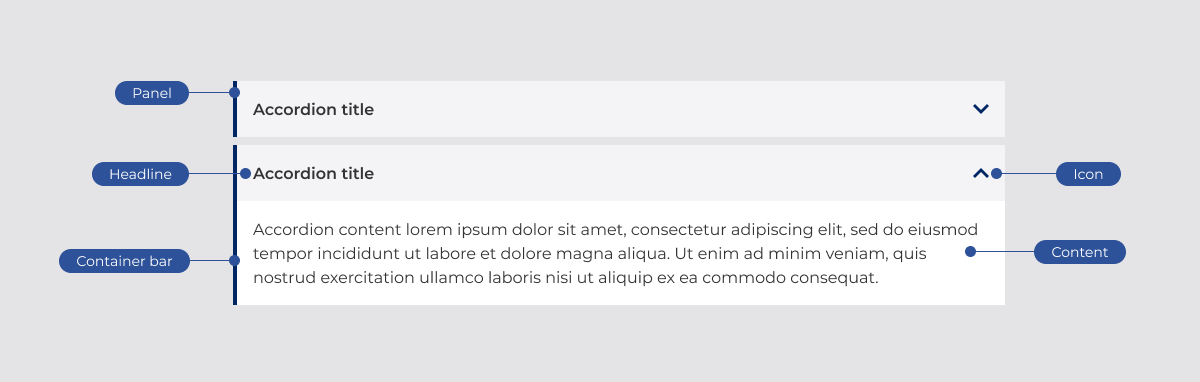 Panel
Accordion title
Headline
Accordion title
Icon
Accordion content lorem ipsum dolor sit amet, consectetur adipiscing elit, sed do eiusmod
tempor incididunt ut labore et dolore magna aliqua. Ut enim ad minim veniam, quis
nostrud exercitation ullamco laboris nisi ut aliquip ex ea commodo consequat.
Container bar
Content